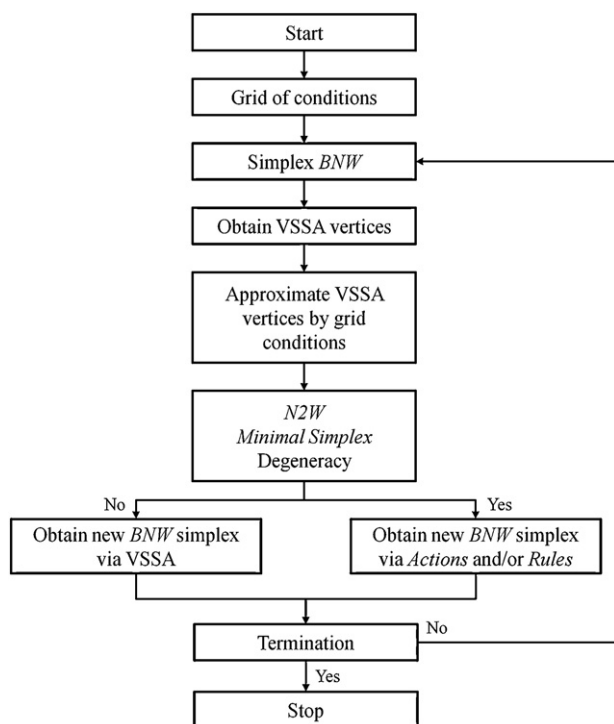 Start
Grid of conditions
Simplex BNW
Obtain VSSA vertices
Approximate VSSA
vertices by grid
conditions
N2W
Minimal Simplex
Degeneracy
No
Yes
Obtain new BNW simplex
via VSSA
Obtain new BNW simplex
via Actions and/or Rules
Termination
No
Yes
Stop